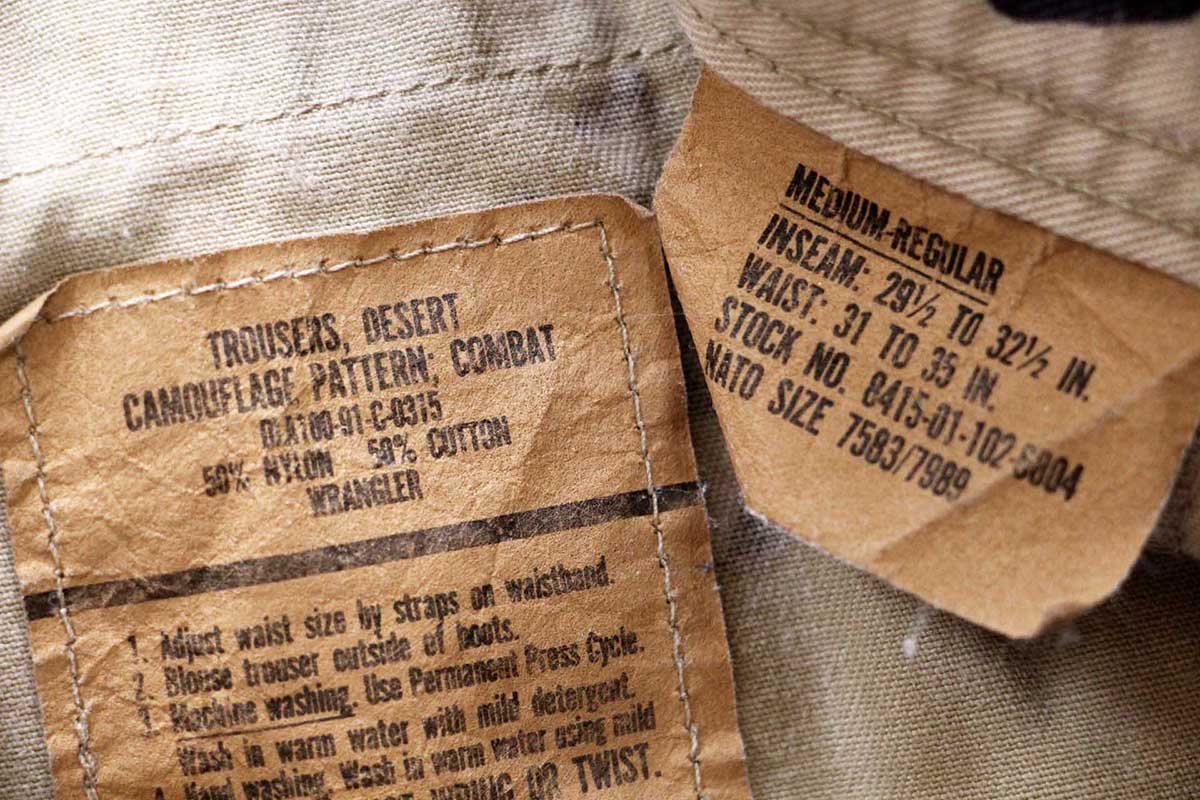 TROUSERS, DESERT
CAMOUFLAGE PATTERN; COMBAT
DLA100-91-C-0375
50% NYLON 50% COTTON
WRANGLER
1. Adjust waist size by straps on waistband.
2. Blouse trouser outside of boots.
3. Machine washing. Use Permanent Press Cycle.
Wash in warm water with mild detergent.
4. Hand washing. Wash in warm water using mild
WRING OR TWIST.
MEDIUM-REGULAR
INSEAM: 29½ TO 32½ IN.
WAIST: 31 TO 35 IN.
STOCK NO. 8415-01-102-6004
NATO SIZE 7583/7989